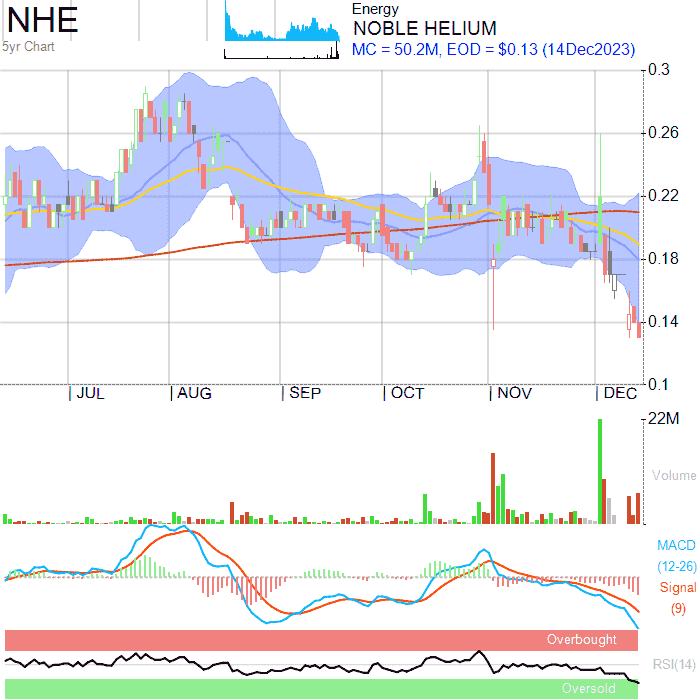 NHE
5yr Chart
Energy
NOBLE HELIUM
MC = 50.2M, EOD = $0.13 (14Dec2023)
0.3
0.26
0.22
0.18
0.14
0.1
JUL AUG SEP OCT NOV DEC
22M
Volume
MACD
(12-26)
Signal
(9)
Overbought
RSI(14)
Oversold